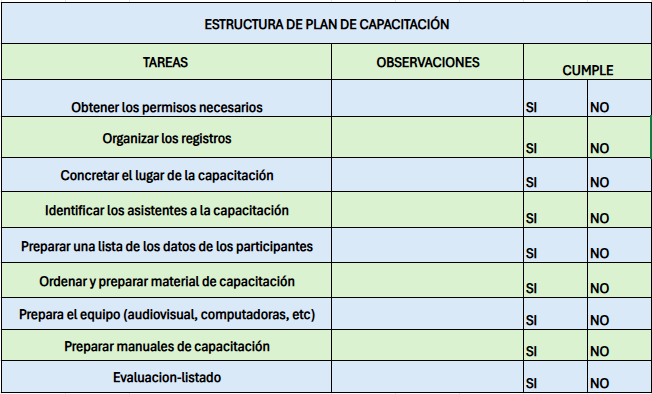 ESTRUCTURA DE PLAN DE CAPACITACIÓN
TAREAS OBSERVACIONES CUMPLE
Obtener los permisos necesarios SI NO
Organizar los registros SI NO
Concretar el lugar de la capacitación SI NO
Identificar los asistentes a la capacitación SI NO
Preparar una lista de los datos de los participantes SI NO
Ordenar y preparar material de capacitación SI NO
Prepara el equipo (audiovisual, computadoras, etc) SI NO
Preparar manuales de capacitación SI NO
Evaluacion-listado SI NO